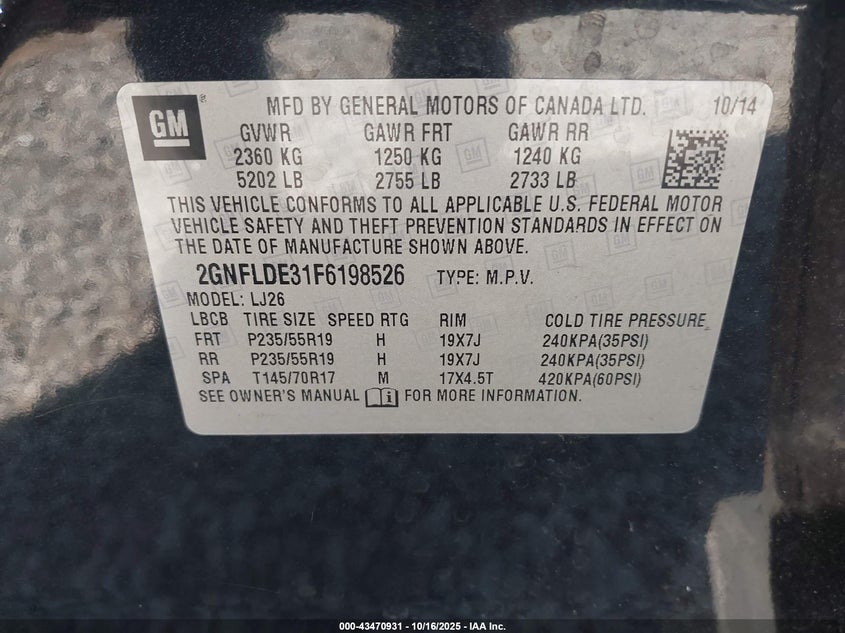 GM ® MFD BY GENERAL MOTORS OF CANADA LTD. 10/14
GVWR GAWR FRT GAWR RR
2360 KG 1250 KG 1240 KG
5202 LB 2755 LB 2733 LB
THIS VEHICLE CONFORMS TO ALL APPLICABLE U.S. FEDERAL MOTOR
VEHICLE SAFETY AND THEFT PREVENTION STANDARDS IN EFFECT ON
THE DATE OF MANUFACTURE SHOWN ABOVE.
2GNFLDE31F6198526 TYPE: M.P.V.
MODEL: LJ26
LBCB TIRE SIZE SPEED RTG RIM COLD TIRE PRESSURE
FRT P235/55R19 H 19X7J 240KPA(35PSI)
RR P235/55R19 H 19X7J 240KPA(35PSI)
SPA T145/70R17 M 17X4.5T 420KPA(60PSI)
SEE OWNER'S MANUAL i FOR MORE INFORMATION.
000-43470931 - 10/16/2025 - IAA Inc.